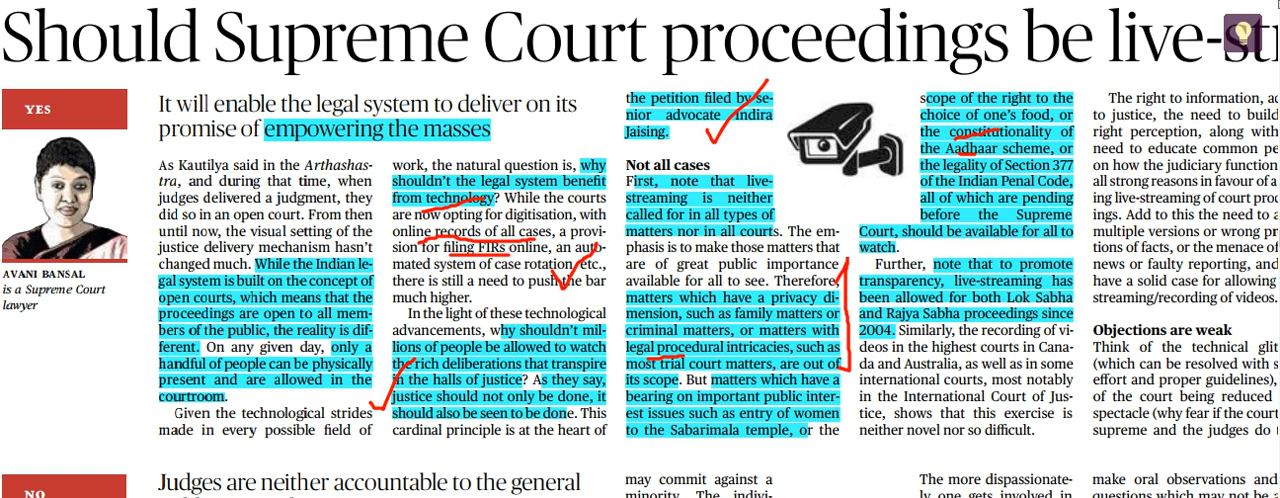 Should Supreme Court proceedings be live-st
YES
AVANI BANSAL
is a Supreme Court
lawyer
It will enable the legal system to deliver on its
promise of empowering the masses
As Kautilya said in the Arthashas-
tra, and during that time, when
judges delivered a judgment, they
did so in an open court. From then
until now, the visual setting of the
justice delivery mechanism hasn't
changed much. While the Indian le-
gal system is built on the concept of
open courts, which means that the
proceedings are open to all mem-
bers of the public, the reality is dif-
ferent. On any given day, only a
handful of people can be physically
present and are allowed in the
courtroom.
Given the technological strides
made in every possible field of
work, the natural question is, why
shouldn't the legal system benefit
from technology? While the courts
are now opting for digitisation, with
online records of all cases, a provi-
sion for filing FIRs online, an auto-
mated system of case rotation, etc.,
there is still a need to push the bar
much higher.
In the light of these technological
advancements, why shouldn't mil-
lions of people be allowed to watch
the rich deliberations that transpire
in the halls of justice? As they say,
justice should not only be done, it
should also be seen to be done. This
cardinal principle is at the heart of
the petition filed by se-
nior advocate Indira
Jaising.
Not all cases
First, note that live-
streaming is neither
called for in all types of
matters nor in all courts. The em-
phasis is to make those matters that
are of great public importance
available for all to see. Therefore,
matters which have a privacy di-
mension, such as family matters or
criminal matters, or matters with
legal procedural intricacies, such as
most trial court matters, are out of
its scope. But matters which have a
bearing on important public inter-
est issues such as entry of women
to the Sabarimala temple, or the
scope of the right to the
choice of one's food, or
the constitutionality of
the Aadhaar scheme, or
the legality of Section 377
of the Indian Penal Code,
all of which are pending
before the Supreme
Court, should be available for all to
watch.
Further, note that to promote
transparency, live-streaming has
been allowed for both Lok Sabha
and Rajya Sabha proceedings since
2004. Similarly, the recording of vi-
deos in the highest courts in Cana-
da and Australia, as well as in some
international courts, most notably
in the International Court of Jus-
tice, shows that this exercise is
neither novel nor so difficult.
The right to information, a
to justice, the need to build
right perception, along with
need to educate common pe
on how the judiciary function
all strong reasons in favour of a
ing live-streaming of court proc
ings. Add to this the need to a
multiple versions or wrong pr
tions of facts, or the menace of
news or faulty reporting, and
have a solid case for allowing
streaming/recording of videos.
Objections are weak
Think of the technical glit
(which can be resolved with s
effort and proper guidelines),
of the court being reduced
spectacle (why fear if the court
supreme and the judges do
NO
Judges are neither accountable to the general
may commit against a
minority. The indivi-
The more dispassionate-
ly one gets involved in
make oral observations and
questions which may not be a